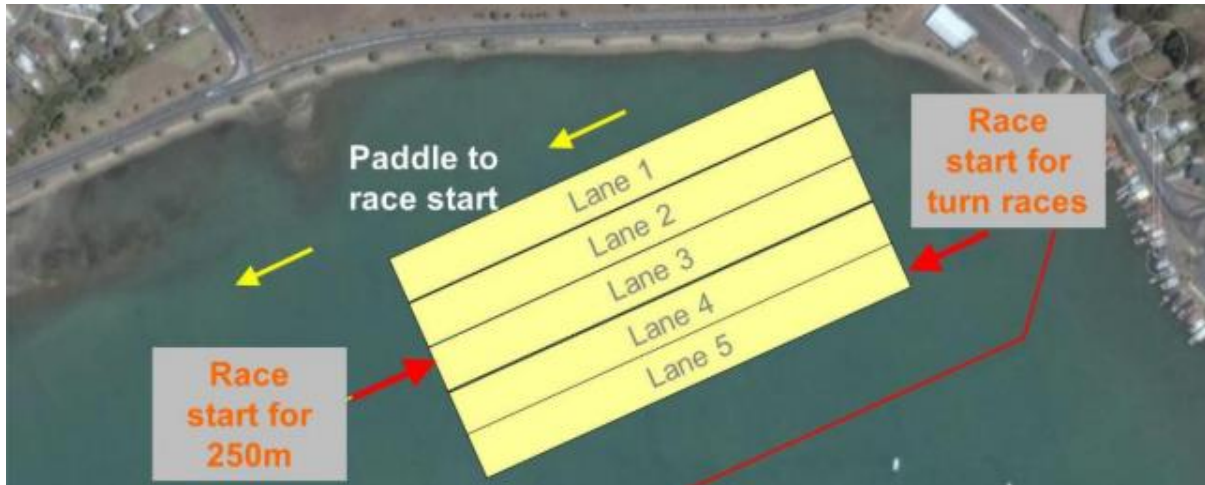 Paddle to
race start
Race
start for
turn races
Lane 1
Lane 2
Lane 3
Lane 4
Lane 5
Race
start for
250m